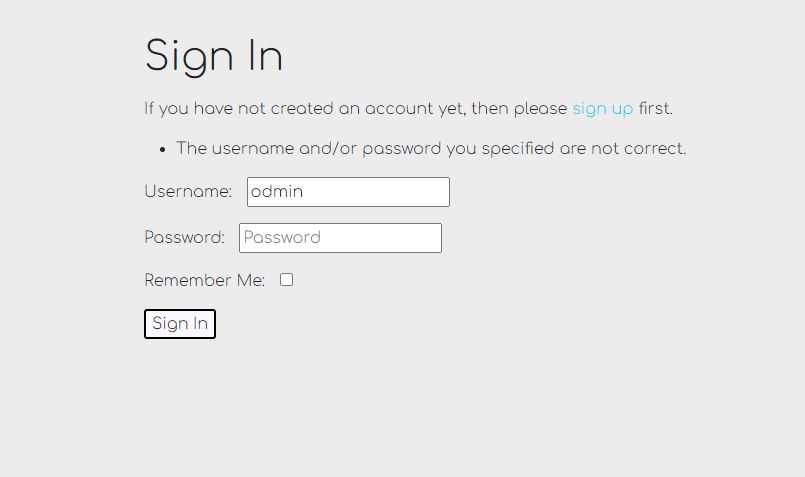 Sign In
If you have not created an account yet, then please sign up first.
• The username and/or password you specified are not correct.
Username: odmin
Password: Password
Remember Me:
Sign In